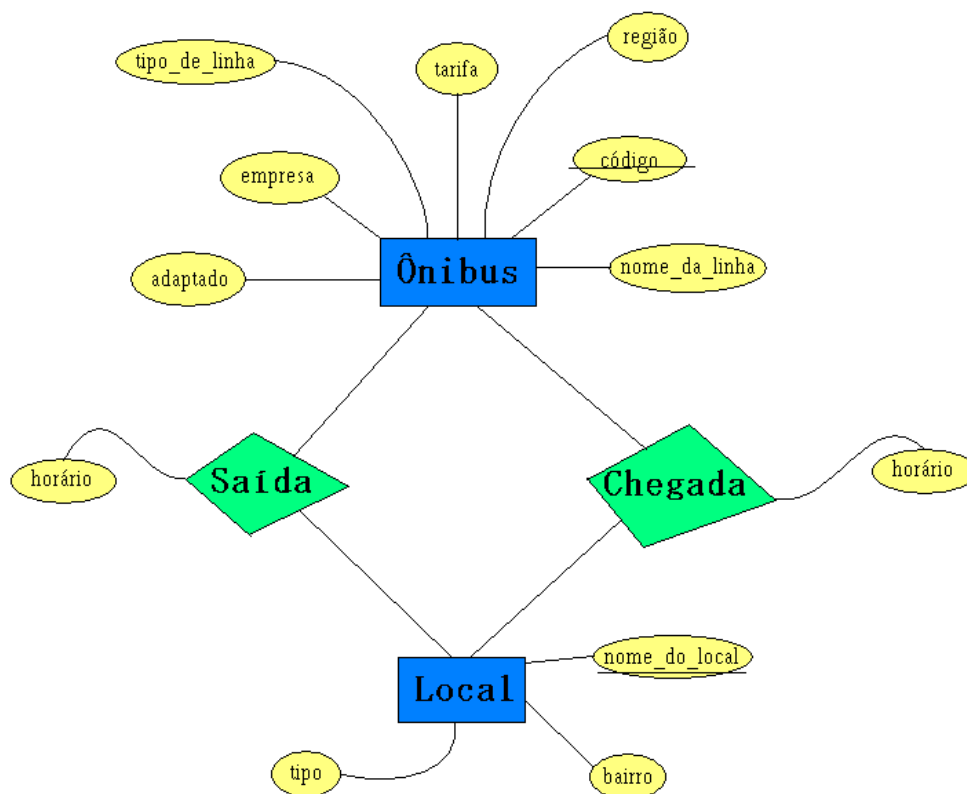 região
tipo_de_linha
tarifa
código
empresa
Ônibus
nome_da_linha
adaptado
horário
Saída
Chegada
horário
nome_do_local
Local
tipo
bairro